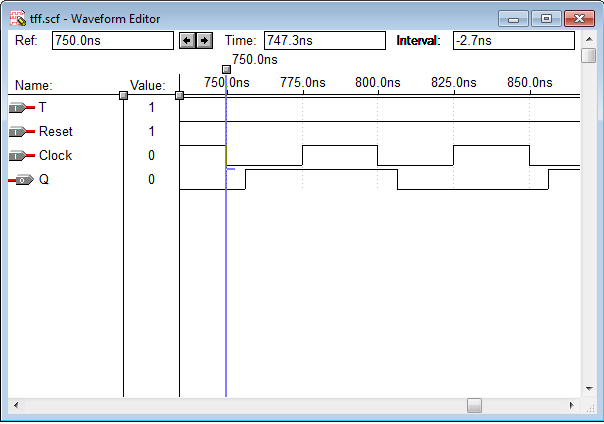 tff.scf - Waveform Editor
Ref: 750.0ns Time: 747.3ns Interval: -2.7ns
750.0ns
Name: Value: 750.0ns 775.0ns 800.0ns 825.0ns 850.0ns
T 1
Reset 1
Clock 0
Q 0